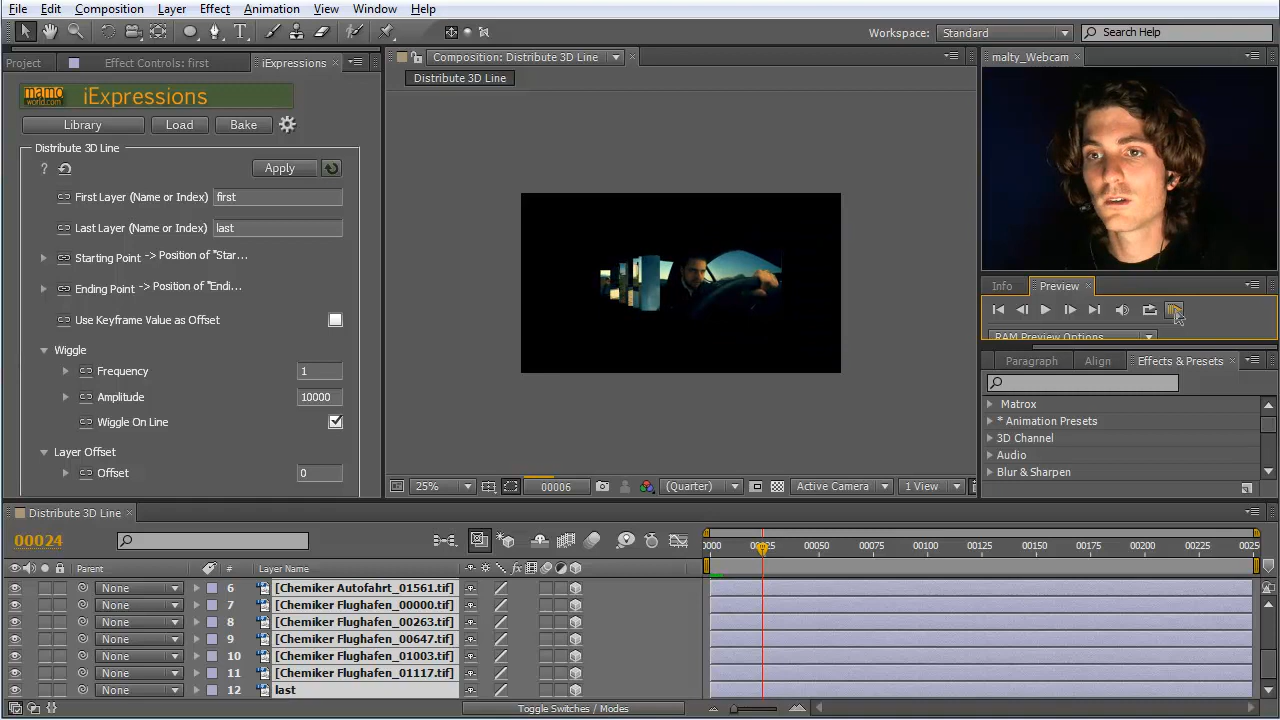 File Edit Composition Layer Effect Animation View Window Help
Workspace: Standard Search Help
Project Effect Controls: first iExpressions
Composition: Distribute 3D Line
malty_Webcam
Distribute 3D Line
mamo world.com iExpressions
Library Load Bake
Distribute 3D Line
? Apply
First Layer (Name or Index) first
Last Layer (Name or Index) last
Starting Point -> Position of "Star...
Ending Point -> Position of "Endi...
Use Keyframe Value as Offset
Wiggle
Frequency 1
Amplitude 10000
Wiggle On Line
Layer Offset
Offset 0
Info Preview
RAM Preview Options
Paragraph Align Effects & Presets
Matrox
* Animation Presets
3D Channel
Audio
Blur & Sharpen
25% 00006 (Quarter) Active Camera 1 View
Distribute 3D Line
00024
0000 00025 00050 00075 00100 00125 00150 00175 00200 00225 0025
Parent # Layer Name
None 6 [Chemiker Autofahrt_01561.tif]
None 7 [Chemiker Flughafen_00000.tif]
None 8 [Chemiker Flughafen_00263.tif]
None 9 [Chemiker Flughafen_00647.tif]
None 10 [Chemiker Flughafen_01003.tif]
None 11 [Chemiker Flughafen_01117.tif]
None 12 last
Toggle Switches / Modes